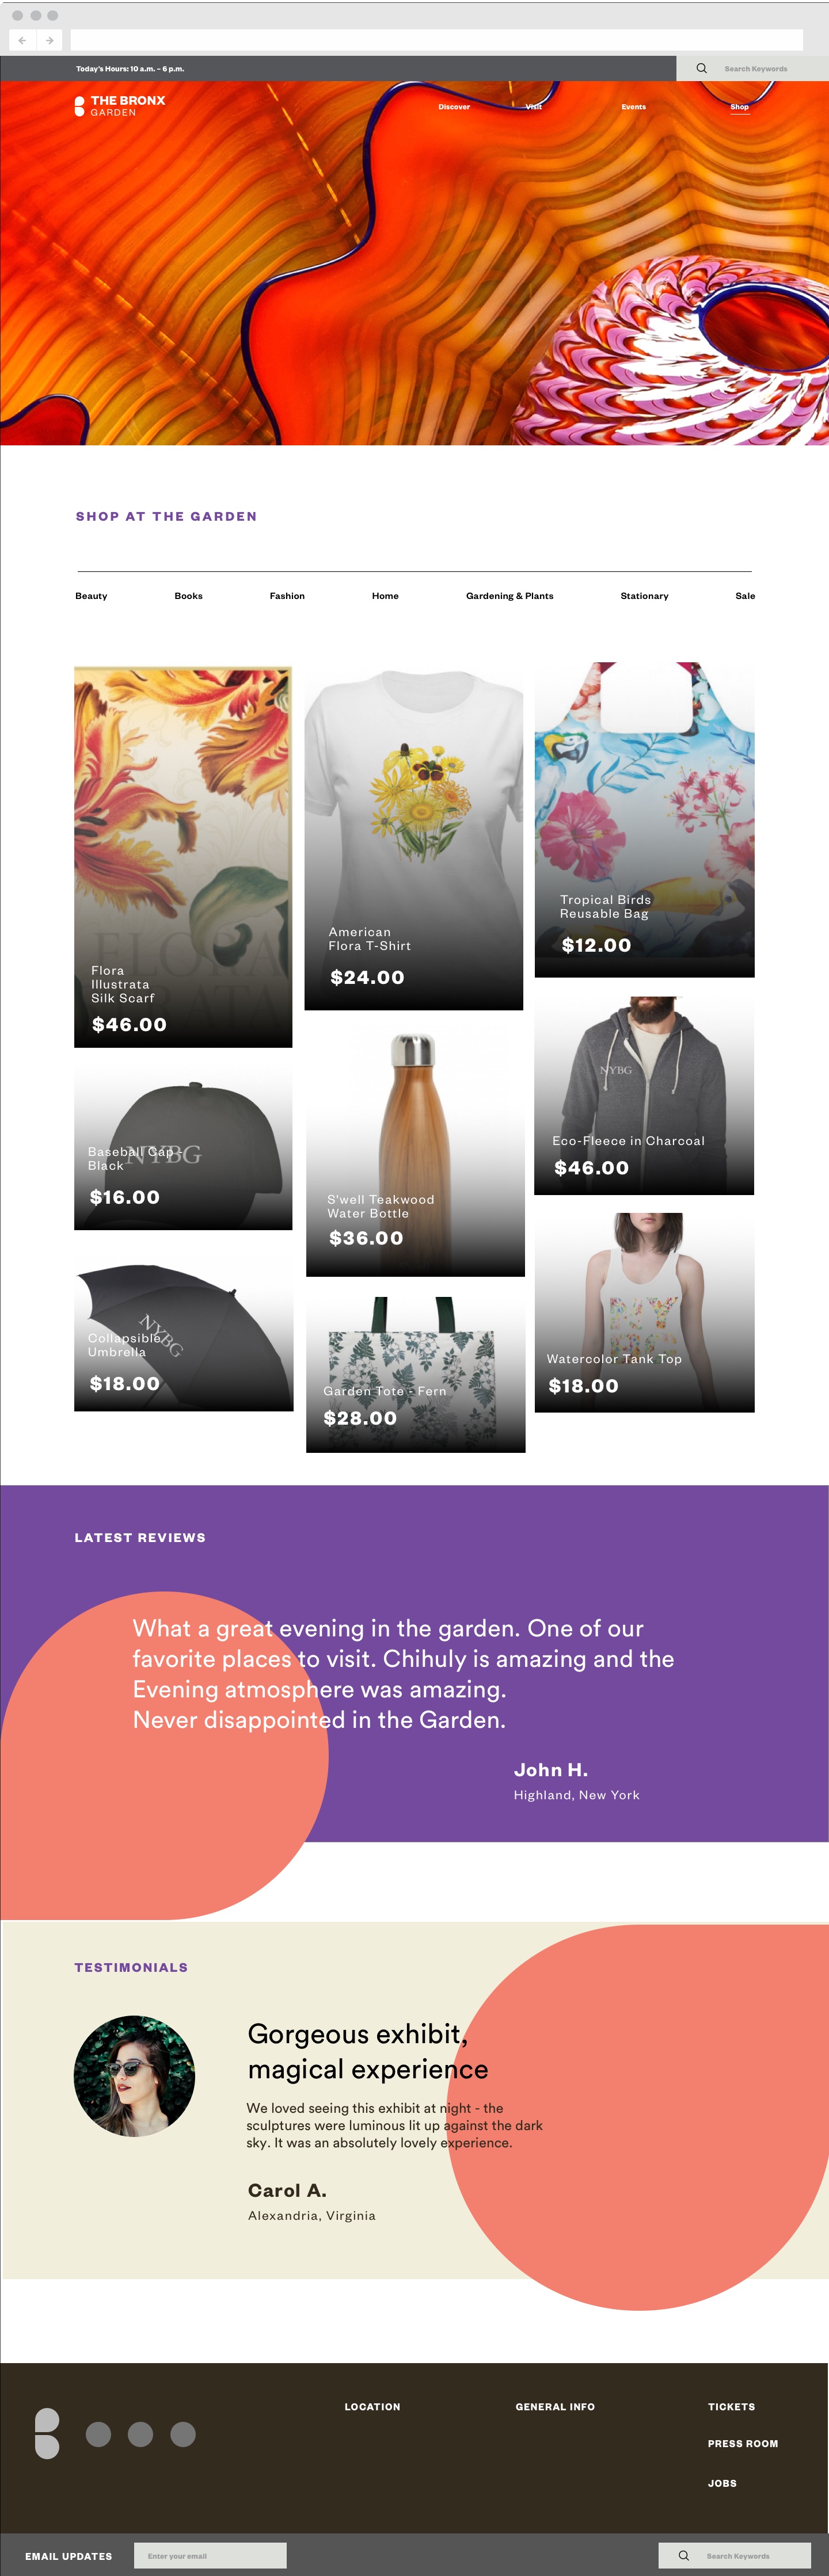 Today's Hours: 10 a.m. – 6 p.m.
Search Keywords
THE BRONX
GARDEN
Discover
Visit
Events
Shop
SHOP AT THE GARDEN
Beauty
Books
Fashion
Home
Gardening & Plants
Stationary
Sale
FLORA
Flora
Illustrata
Silk Scarf
$46.00
American
Flora T-Shirt
$24.00
Tropical Birds
Reusable Bag
$12.00
NYBG
Baseball Cap -
Black
$16.00
S'well Teakwood
Water Bottle
$36.00
NYBG
Eco-Fleece in Charcoal
$46.00
NYBG
Collapsible
Umbrella
$18.00
Garden Tote - Fern
$28.00
Watercolor Tank Top
$18.00
LATEST REVIEWS
What a great evening in the garden. One of our
favorite places to visit. Chihuly is amazing and the
Evening atmosphere was amazing.
Never disappointed in the Garden.
John H.
Highland, New York
TESTIMONIALS
Gorgeous exhibit,
magical experience
We loved seeing this exhibit at night - the
sculptures were luminous lit up against the dark
sky. It was an absolutely lovely experience.
Carol A.
Alexandria, Virginia
LOCATION
GENERAL INFO
TICKETS
PRESS ROOM
JOBS
EMAIL UPDATES
Enter your email
Search Keywords